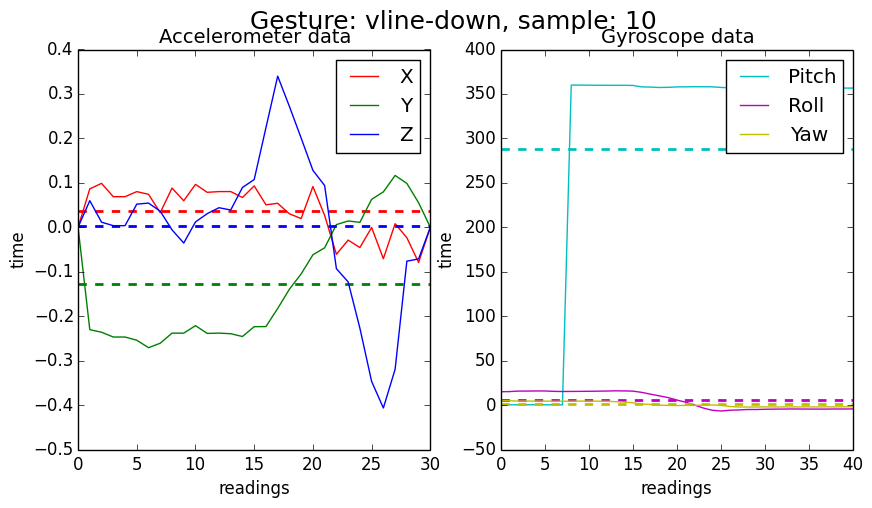 Gesture: vline-down, sample: 10
Accelerometer data
0.4
0.3
0.2
0.1
0.0
−0.1
−0.2
−0.3
−0.4
−0.5
time
X
Y
Z
0 5 10 15 20 25 30
readings
Gyroscope data
400
350
300
250
200
150
100
50
0
−50
time
Pitch
Roll
Yaw
0 5 10 15 20 25 30 35 40
readings